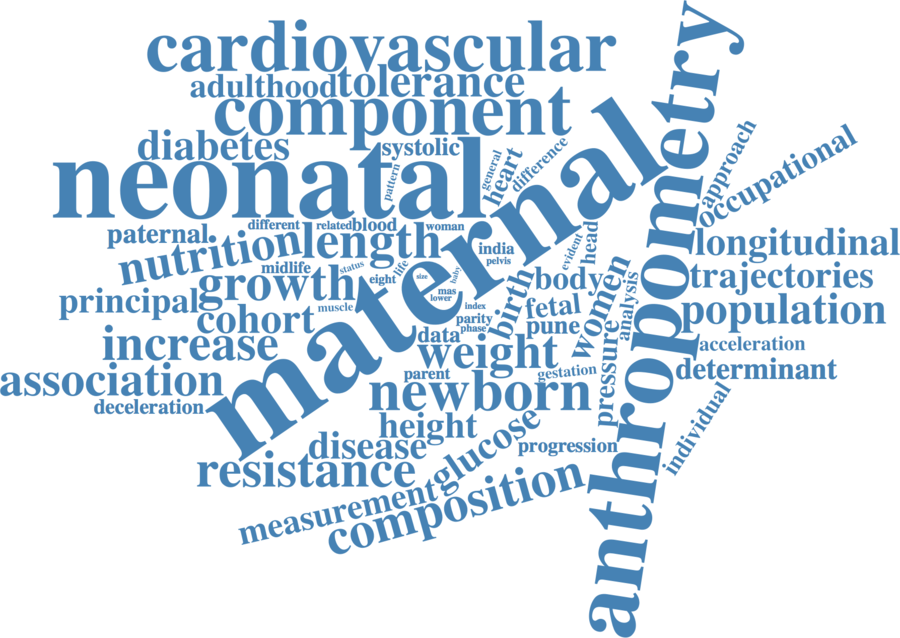 cardiovascular
adulthood
tolerance
component
diabetes
systolic
neonatal
pattern
general
heart
difference
maternal
anthropometry
approach
occupational
different
related
blood
woman
paternal
nutrition
length
india
pelvis
evident
head
longitudinal
midlife
status
eight
life
size
baby
growth
mas
lower
body
women
trajectories
principal
muscle
index
birth
fetal
analysis
population
cohort
parity
phase
pune
data
increase
weight
pressure
acceleration
association
parent
gestation
determinant
deceleration
newborn
individual
height
disease
glucose
progression
resistance
measurement
composition